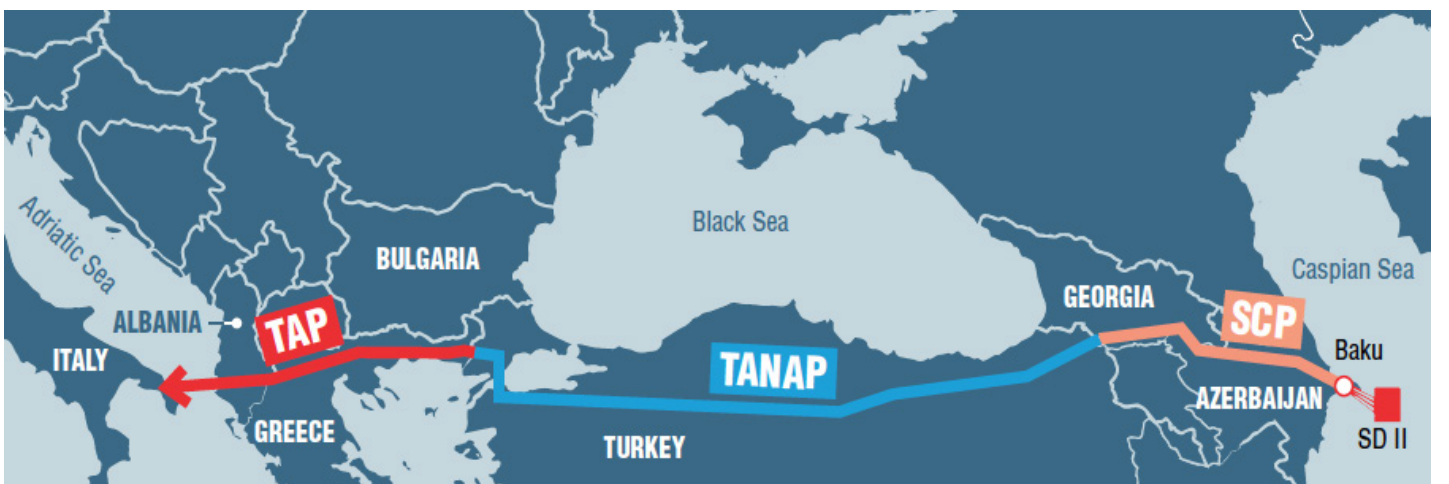 Adriatic Sea
Black Sea
BULGARIA
Caspian Sea
GEORGIA
ALBANIA
TAP
SCP
ITALY
TANAP
Baku
AZERBAIJAN
GREECE
TURKEY
SD II